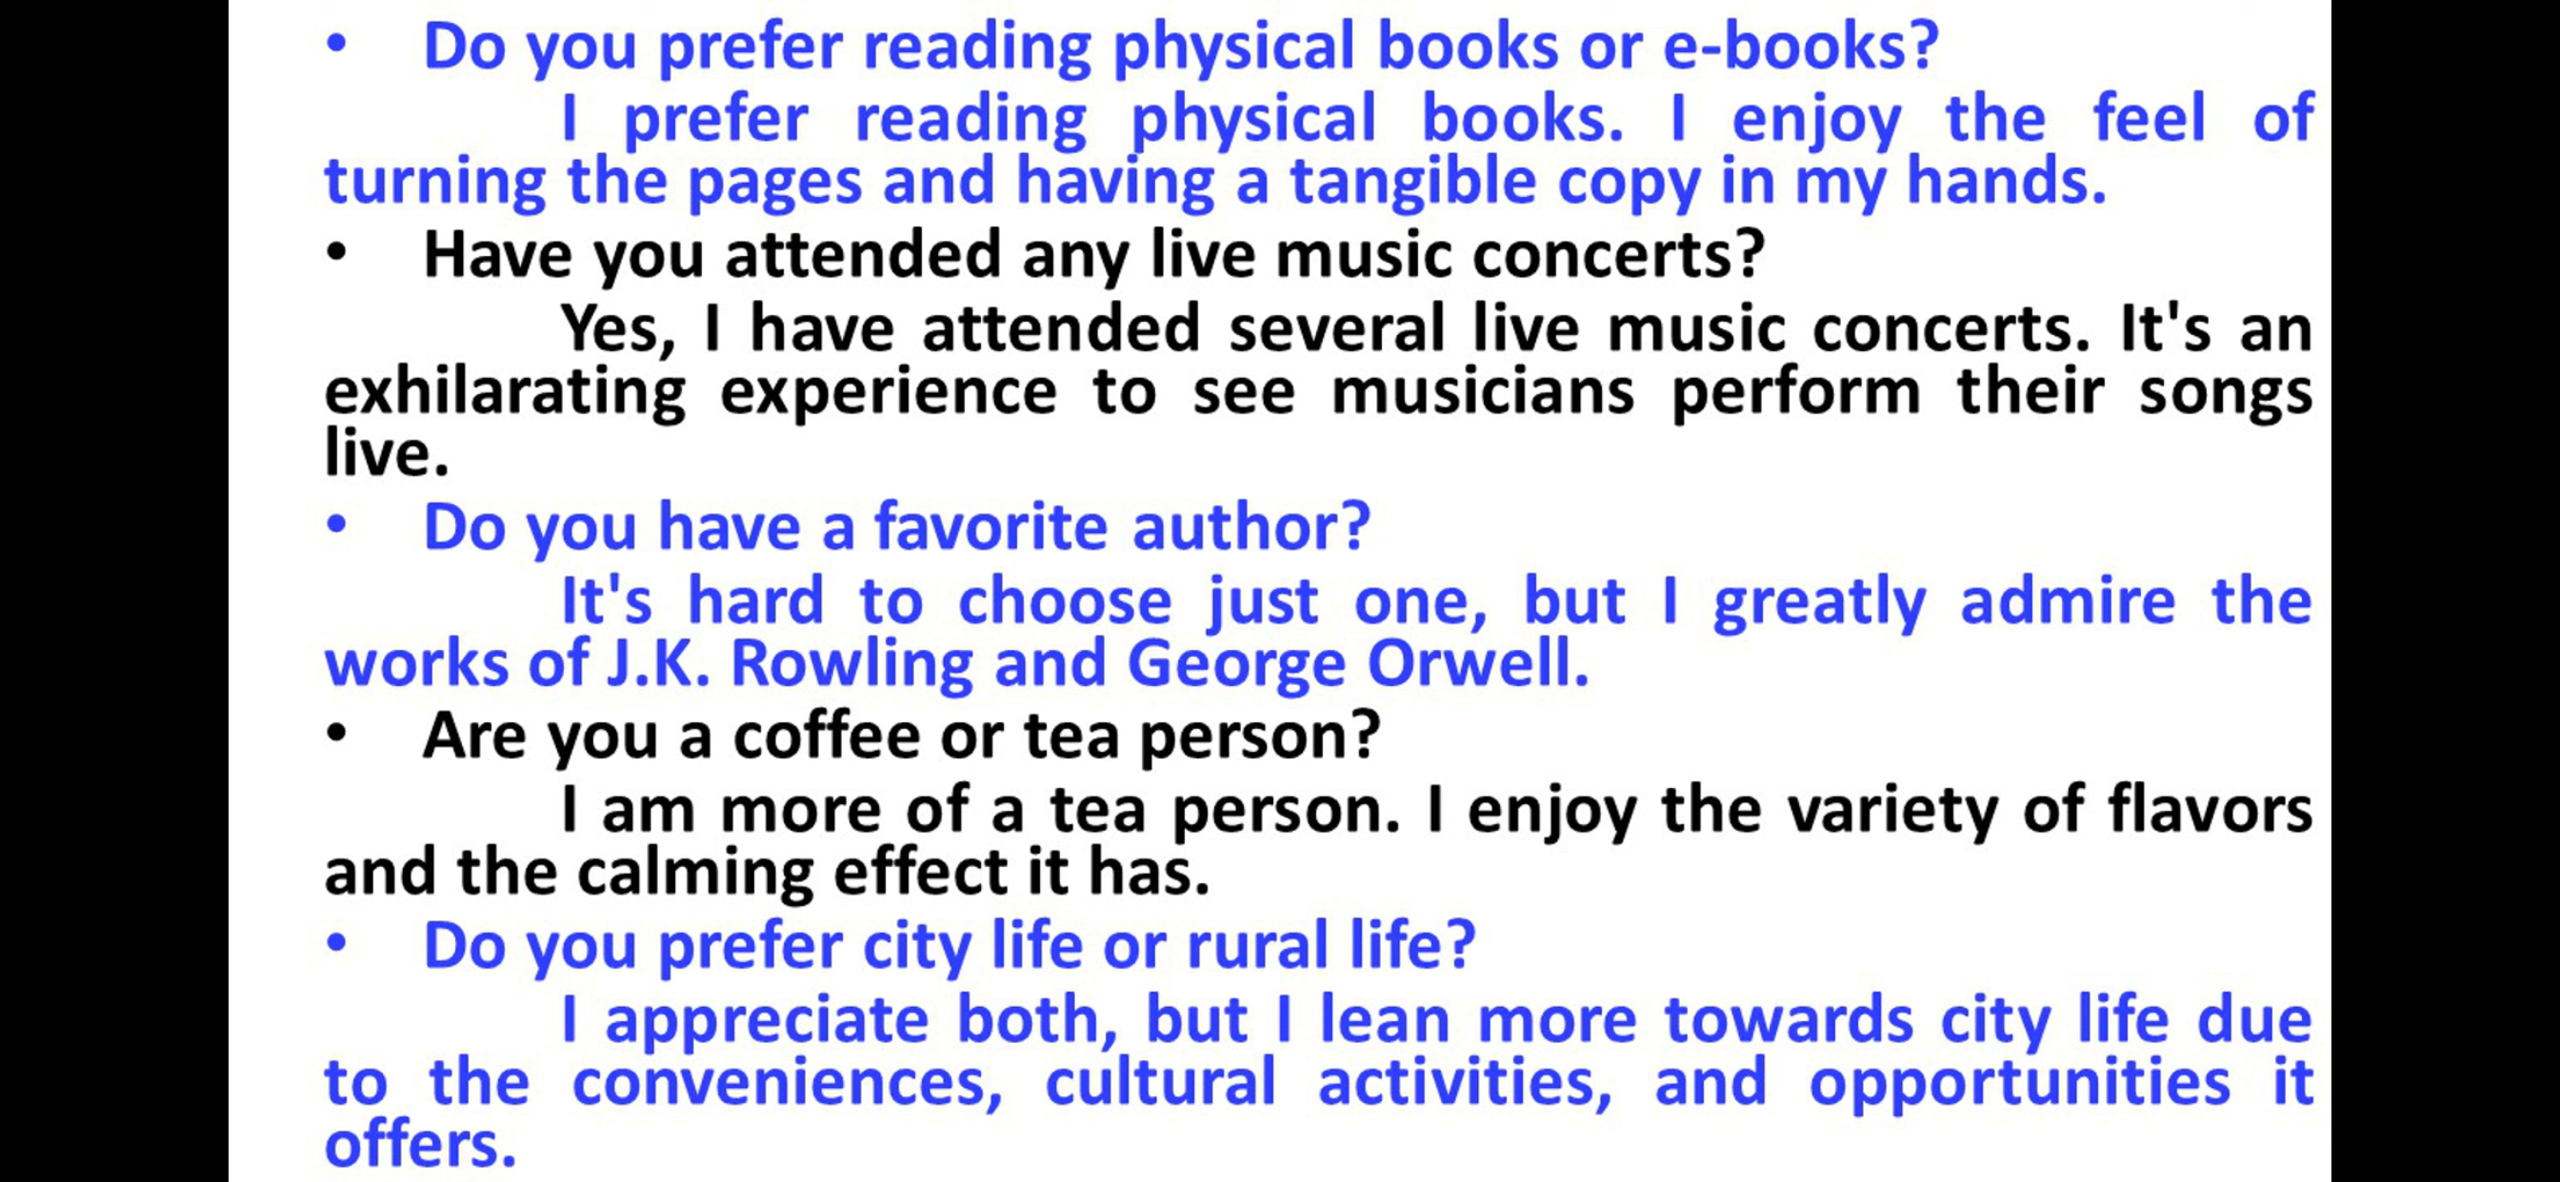 • Do you prefer reading physical books or e-books?
I prefer reading physical books. I enjoy the feel of
turning the pages and having a tangible copy in my hands.
• Have you attended any live music concerts?
Yes, I have attended several live music concerts. It's an
exhilarating experience to see musicians perform their songs
live.
• Do you have a favorite author?
It's hard to choose just one, but I greatly admire the
works of J.K. Rowling and George Orwell.
• Are you a coffee or tea person?
I am more of a tea person. I enjoy the variety of flavors
and the calming effect it has.
• Do you prefer city life or rural life?
I appreciate both, but I lean more towards city life due
to the conveniences, cultural activities, and opportunities it
offers.